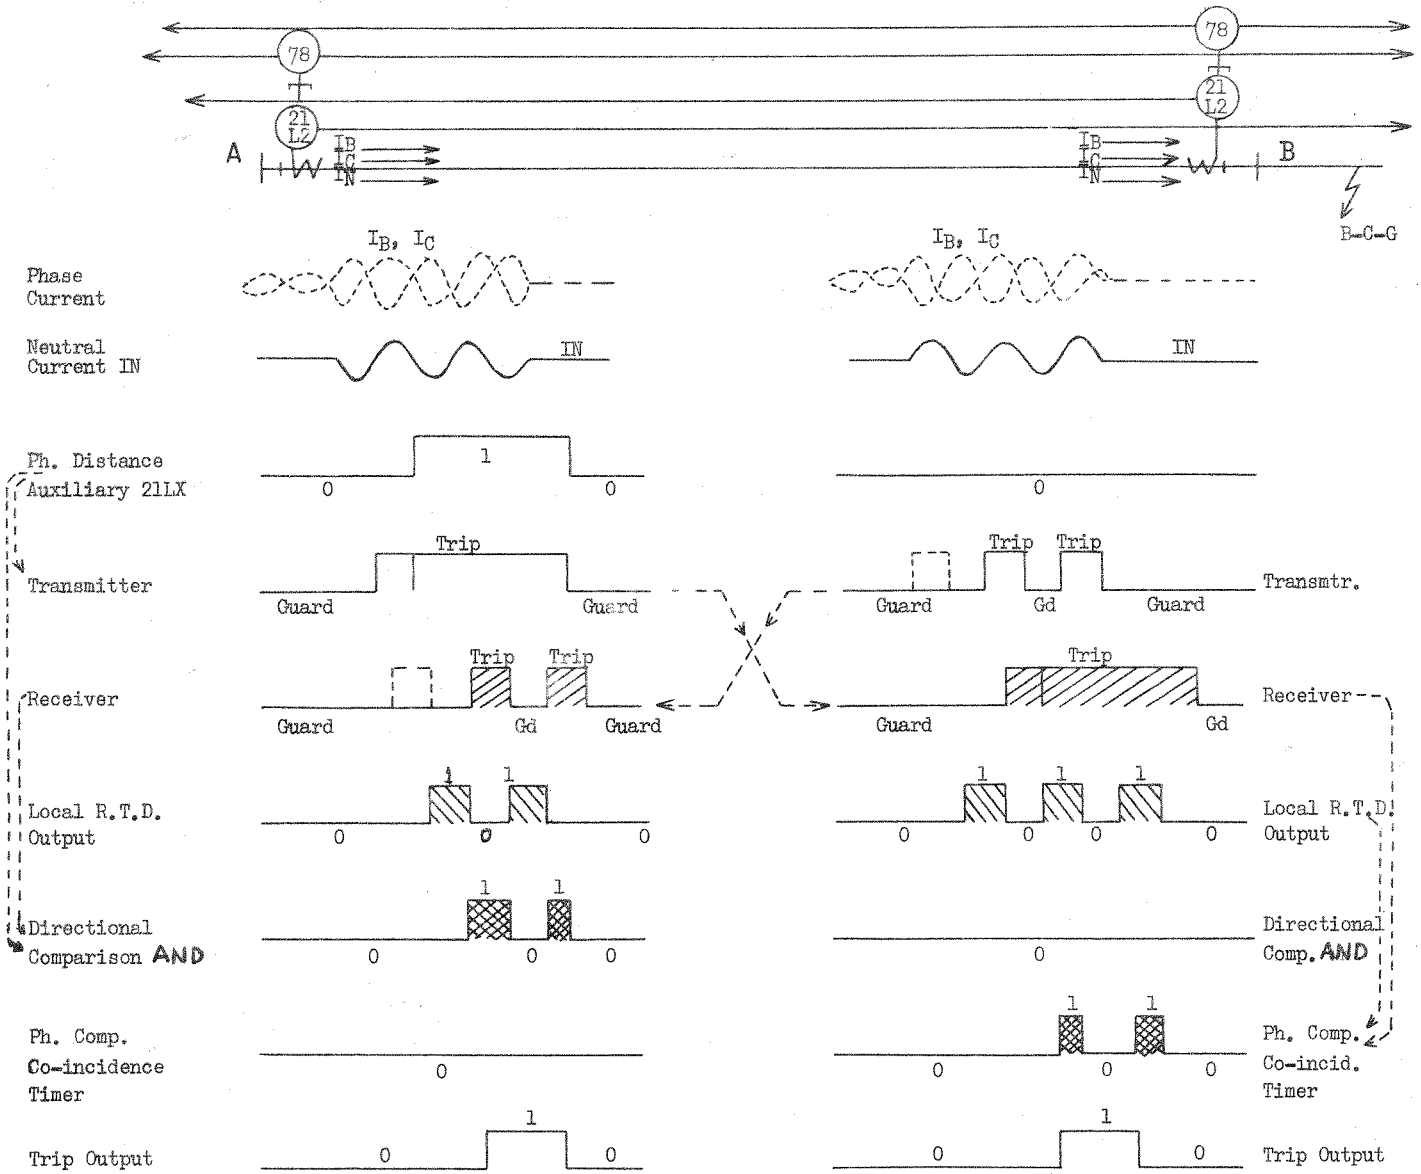 78
78
21
L2
21
L2
A
IB
IC
IN
IB
IC
IN
B
B-C-G
IB, IC
IB, IC
Phase
Current
Neutral
Current IN
IN
IN
Ph. Distance
Auxiliary 21LX
1
0
0
0
Trip
Trip
Trip
Transmitter
Transmtr.
Guard
Guard
Guard
Gd
Guard
Trip
Trip
Trip
Receiver
Receiver
Guard
Gd
Guard
Guard
Gd
1
1
1
1
1
Local R.T.D.
Output
Local R.T.D.
Output
0
0
0
0
0
0
0
1
1
Directional
Comparison AND
Directional
Comp. AND
0
0
0
0
1
1
Ph. Comp.
Co-incidence
Timer
Ph. Comp.
Co-incid.
Timer
0
0
0
0
1
1
Trip Output
0
0
0
0
Trip Output